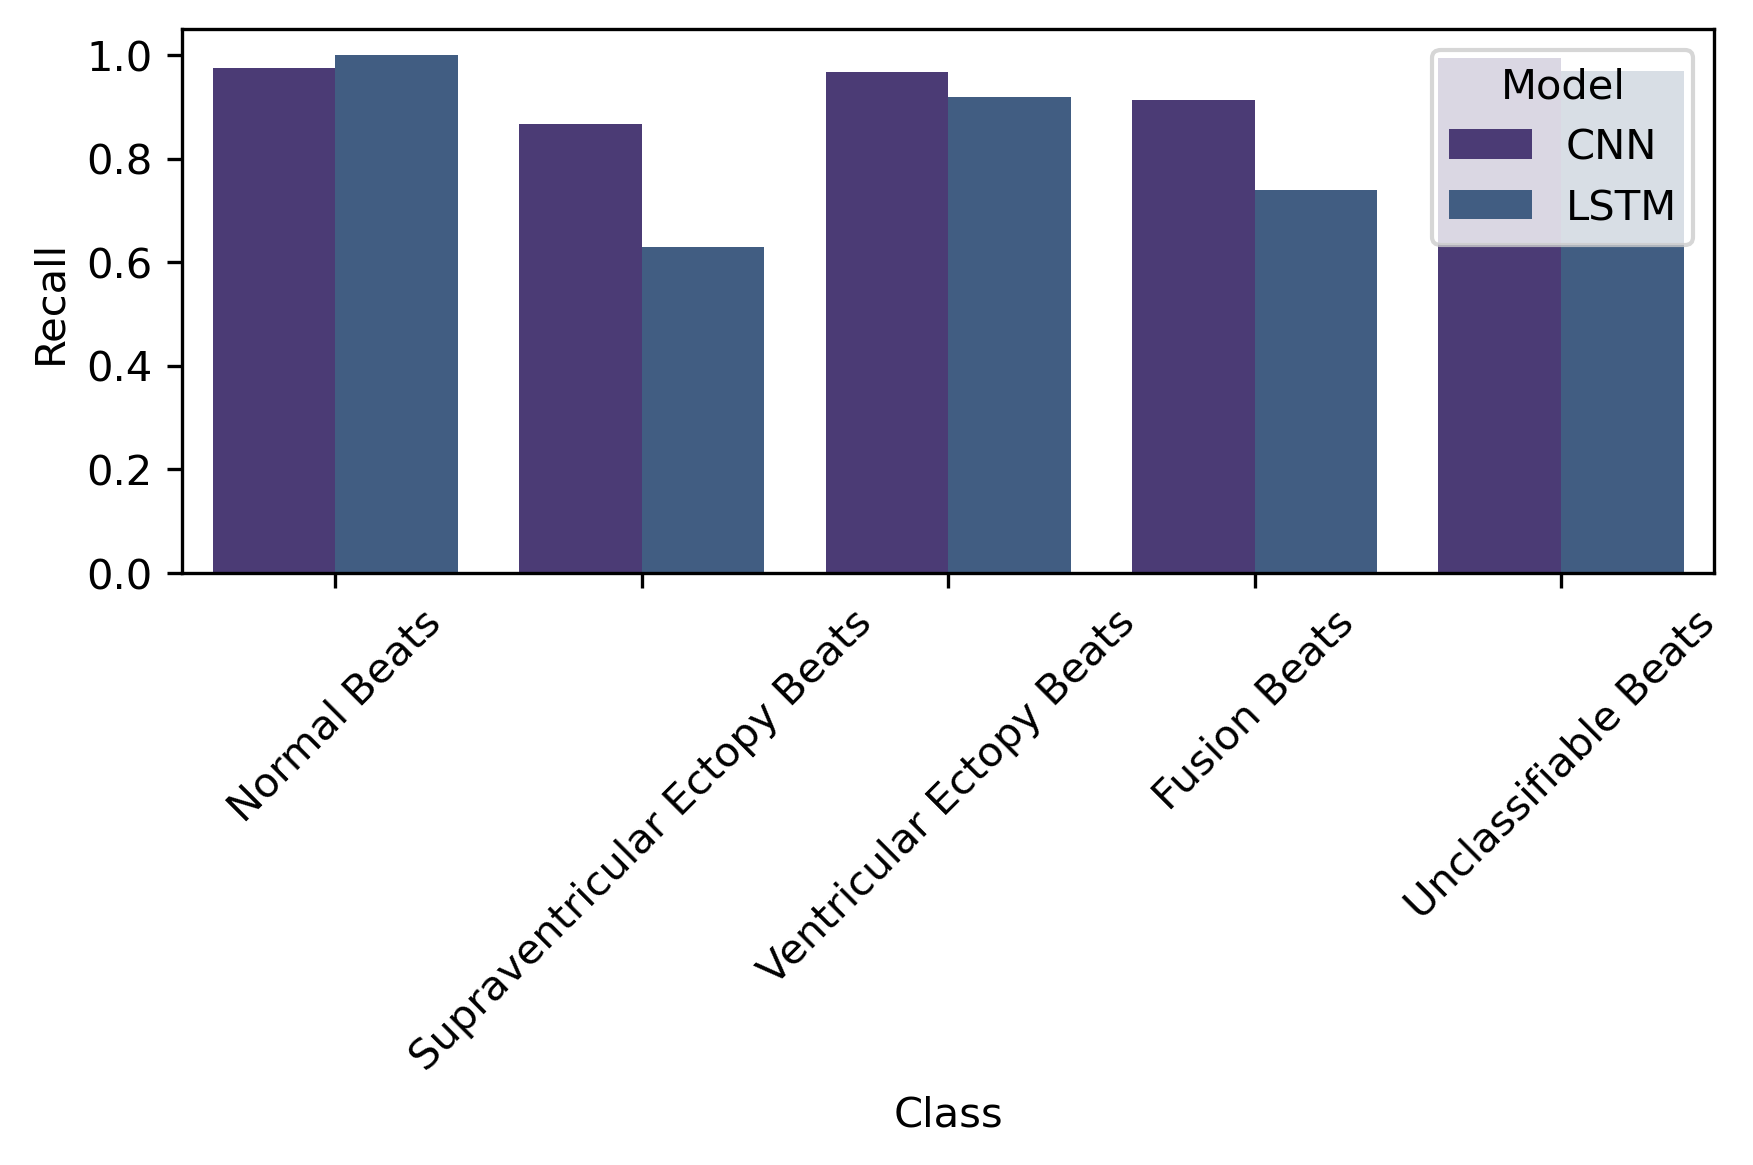 Model
CNN
LSTM
Recall
1.0
0.8
0.6
0.4
0.2
0.0
Normal Beats
Supraventricular Ectopy Beats
Ventricular Ectopy Beats
Fusion Beats
Unclassifiable Beats
Class